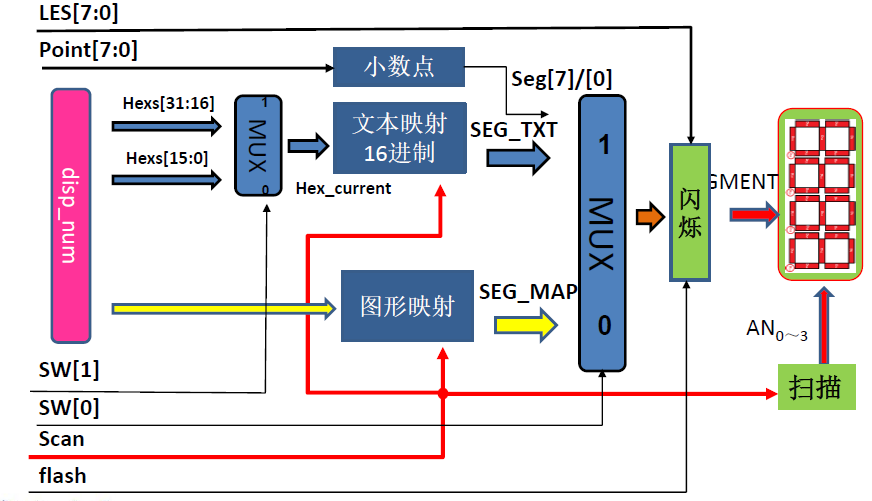 LES[7:0]
Point[7:0]
小数点
Seg[7]/[0]
Hexs[31:16]
1
MUX
0
文本映射
16进制
SEG_TXT
Hexs[15:0]
Hex_current
disp_num
1
MUX
0
闪烁
GMENT
图形映射
SEG_MAP
AN0～3
扫描
SW[1]
SW[0]
Scan
flash